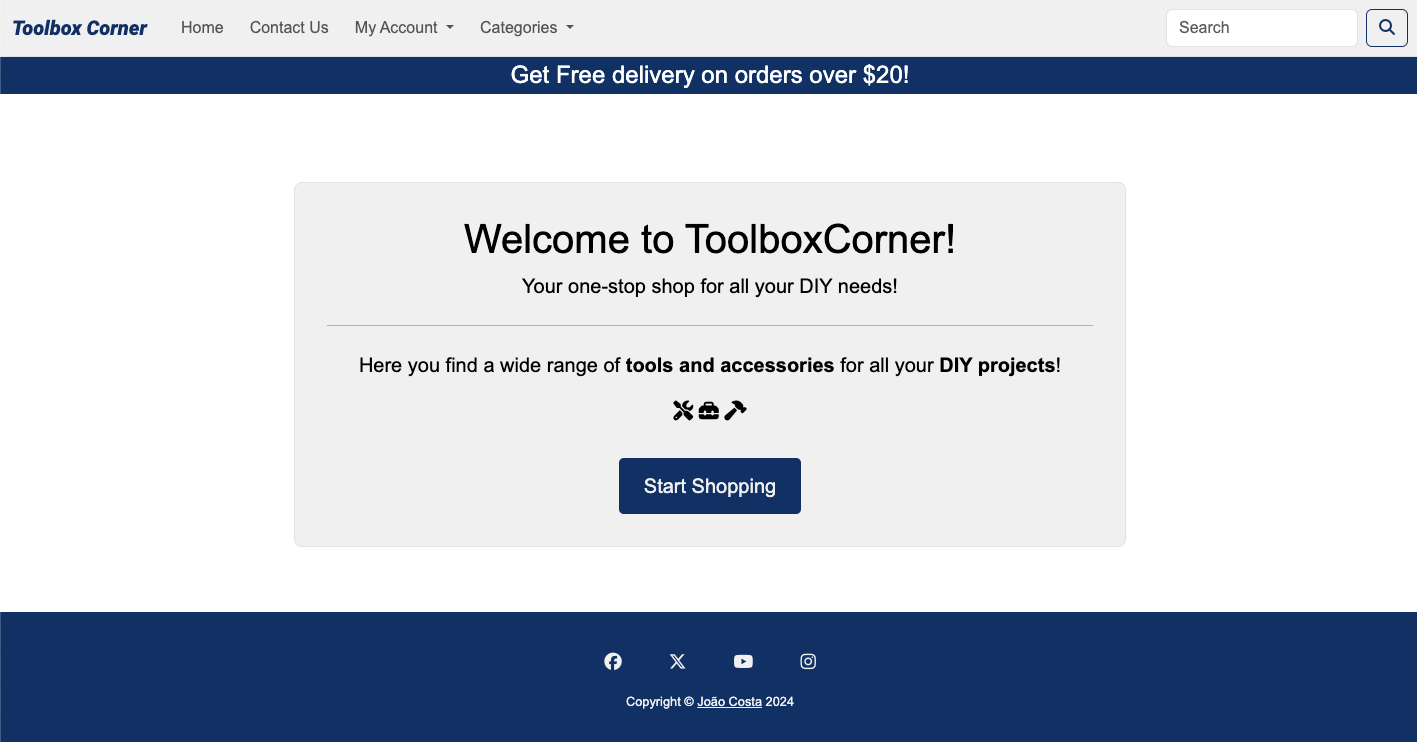 Toolbox Corner Home Contact Us My Account Categories Search
Get Free delivery on orders over $20!
Welcome to ToolboxCorner!
Your one-stop shop for all your DIY needs!
Here you find a wide range of tools and accessories for all your DIY projects!
Start Shopping
Copyright © João Costa 2024